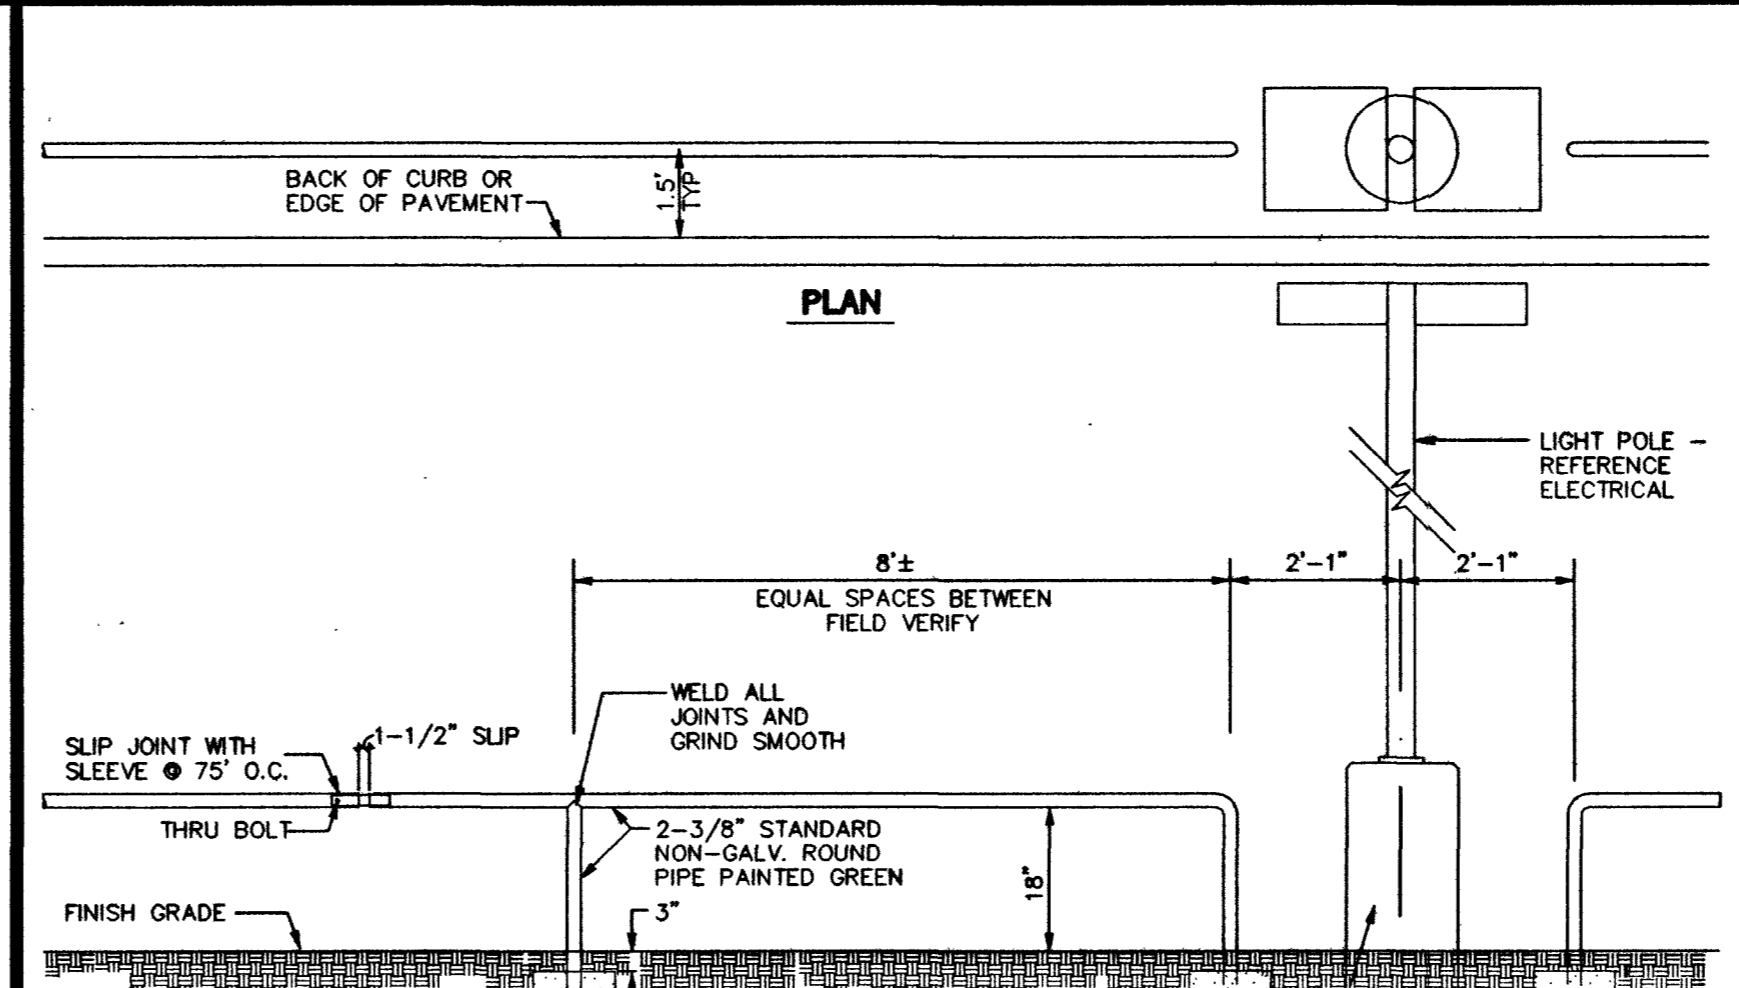 BACK OF CURB OR
EDGE OF PAVEMENT
1.5'
TYP
PLAN
LIGHT POLE -
REFERENCE
ELECTRICAL
8'±
EQUAL SPACES BETWEEN
FIELD VERIFY
2'-1"
2'-1"
WELD ALL
JOINTS AND
GRIND SMOOTH
1-1/2" SLIP
SLIP JOINT WITH
SLEEVE @ 75' O.C.
THRU BOLT
2-3/8" STANDARD
NON-GALV. ROUND
PIPE PAINTED GREEN
18"
3"
FINISH GRADE